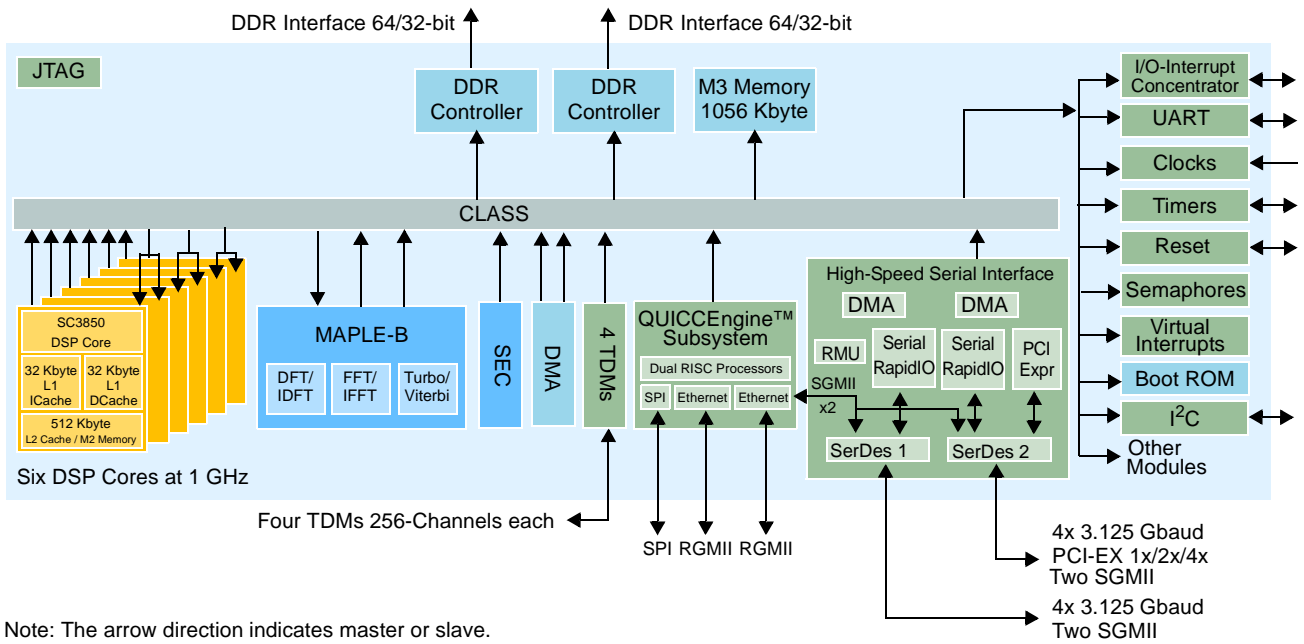 DDR Interface 64/32-bit
DDR Interface 64/32-bit
JTAG
DDR
Controller
DDR
Controller
M3 Memory
1056 Kbyte
I/O-Interrupt
Concentrator
UART
Clocks
Timers
Reset
Semaphores
Virtual
Interrupts
Boot ROM
I²C
Other
Modules
CLASS
SC3850
DSP Core
32 Kbyte
L1
ICache
32 Kbyte
L1
DCache
512 Kbyte
L2 Cache / M2 Memory
Six DSP Cores at 1 GHz
MAPLE-B
DFT/
IDFT
FFT/
IFFT
Turbo/
Viterbi
SEC
DMA
4 TDMs
QUICCEngine™
Subsystem
Dual RISC Processors
SPI
Ethernet
Ethernet
SGMII
x2
High-Speed Serial Interface
DMA
DMA
RMU
Serial
RapidIO
Serial
RapidIO
PCI
Expr
SerDes 1
SerDes 2
Four TDMs 256-Channels each
SPI
RGMII
RGMII
4x 3.125 Gbaud
PCI-EX 1x/2x/4x
Two SGMII
4x 3.125 Gbaud
Two SGMII
Note: The arrow direction indicates master or slave.